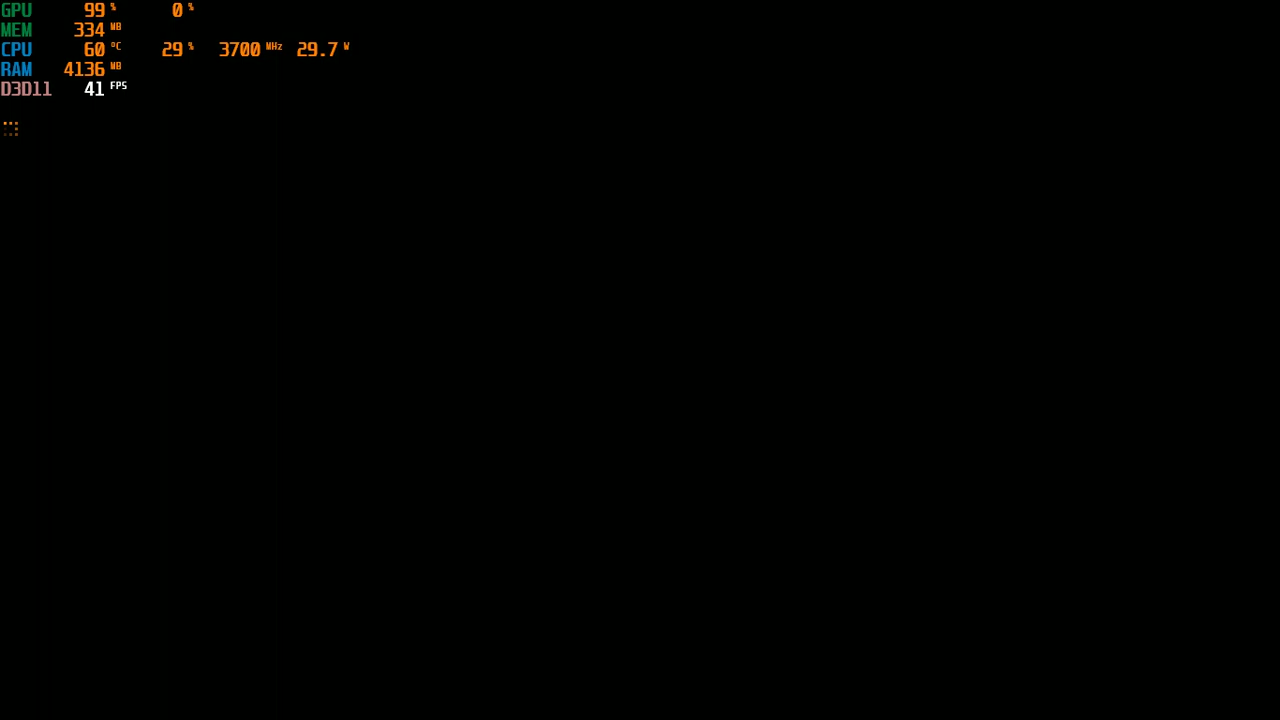 GPU 99 % 0 %
MEM 334 MB
CPU 60 °C 29 % 3700 MHz 29.7 W
RAM 4136 MB
D3D11 41 FPS